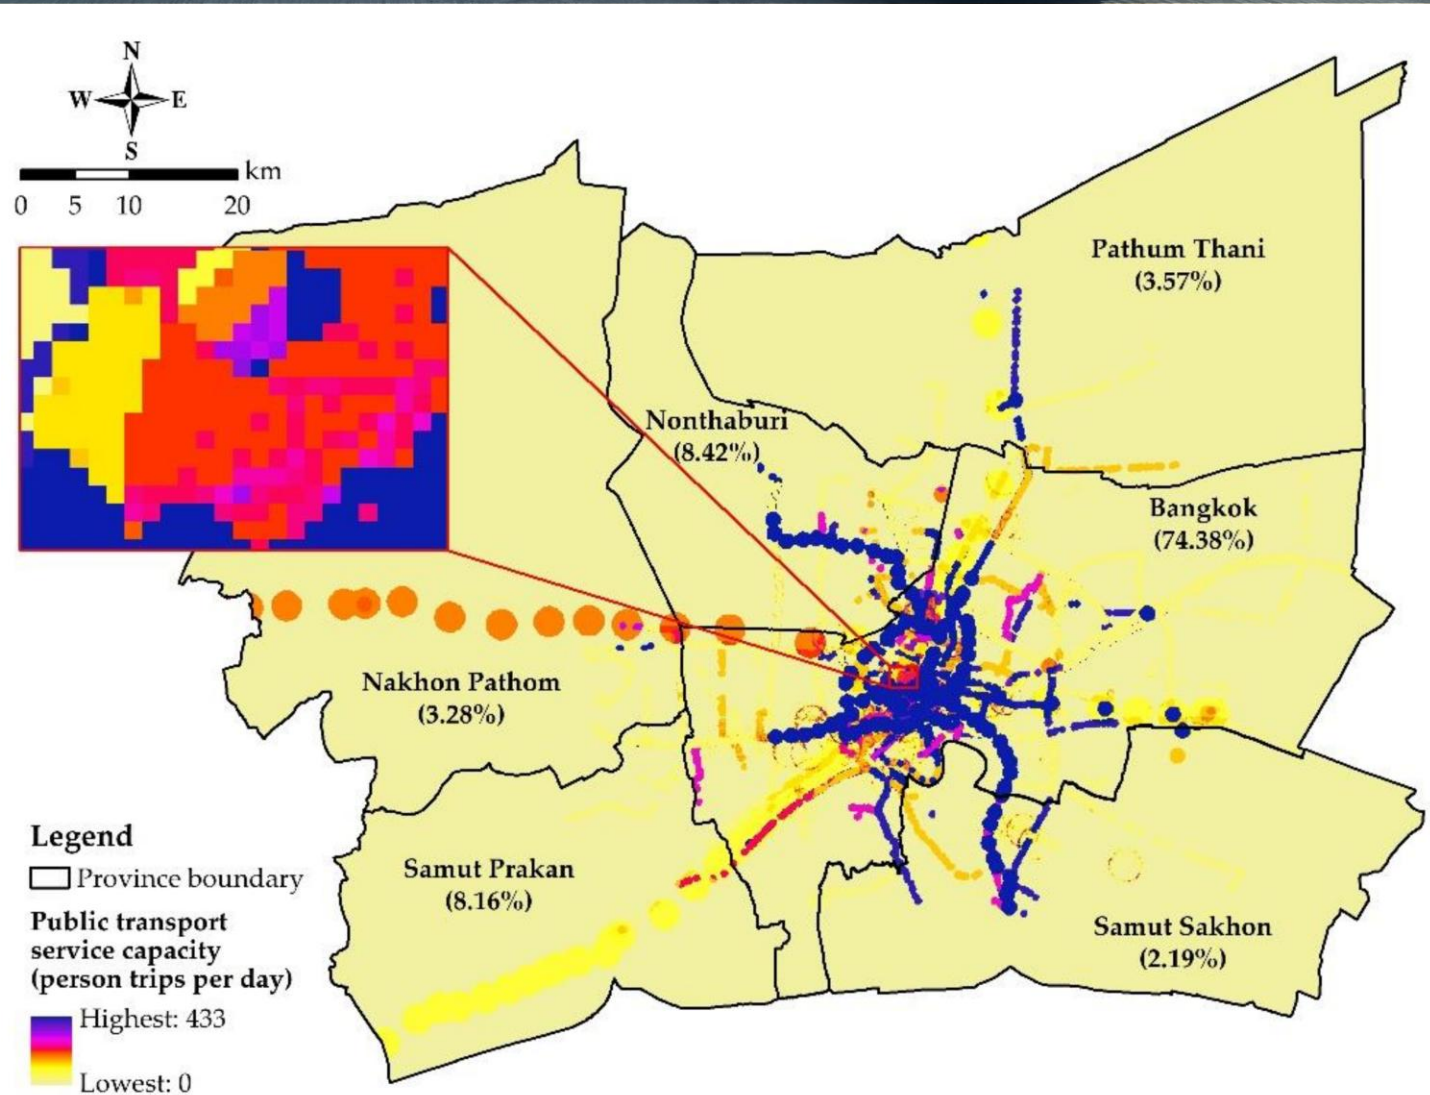 N
W E
S
km
0 5 10 20
Pathum Thani
(3.57%)
Nonthaburi
(8.42%)
Bangkok
(74.38%)
Nakhon Pathom
(3.28%)
Samut Prakan
(8.16%)
Samut Sakhon
(2.19%)
Legend
Province boundary
Public transport
service capacity
(person trips per day)
Highest: 433
Lowest: 0